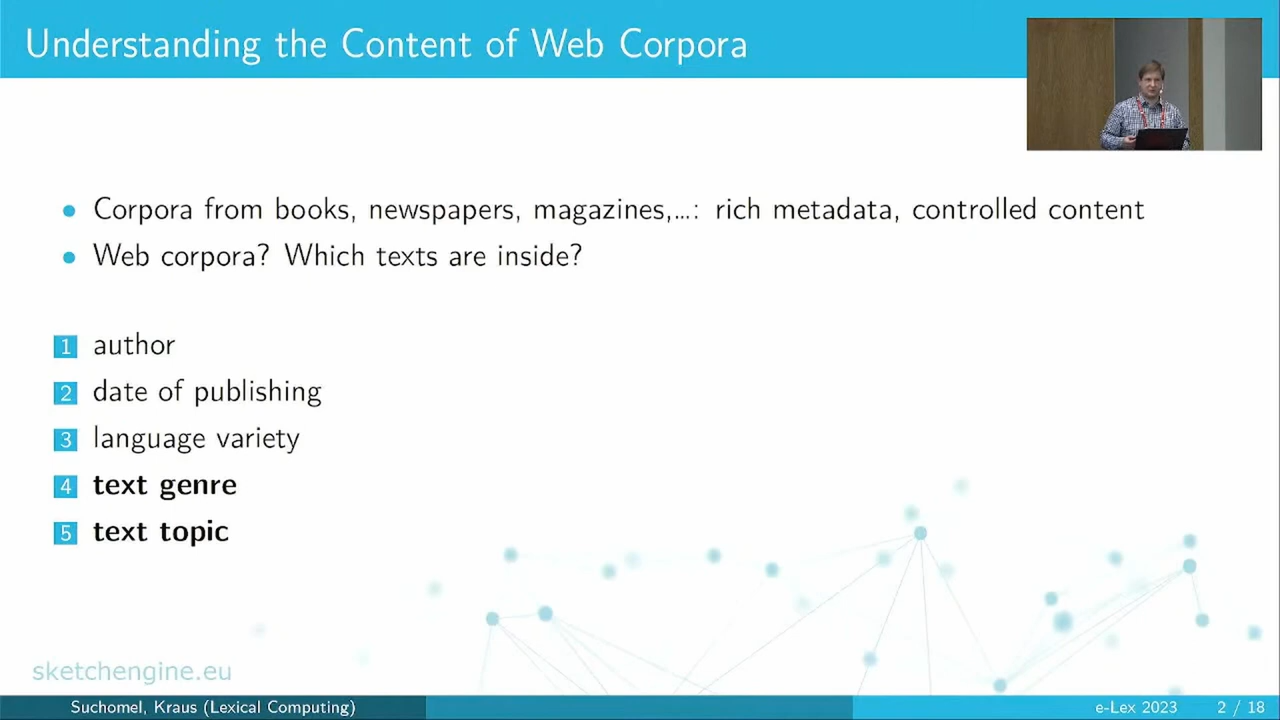 Understanding the Content of Web Corpora
Corpora from books, newspapers, magazines,...: rich metadata, controlled content
Web corpora? Which texts are inside?
1 author
2 date of publishing
3 language variety
4 text genre
5 text topic
sketchengine.eu
Suchomel, Kraus (Lexical Computing)
e-Lex 2023
2 / 18